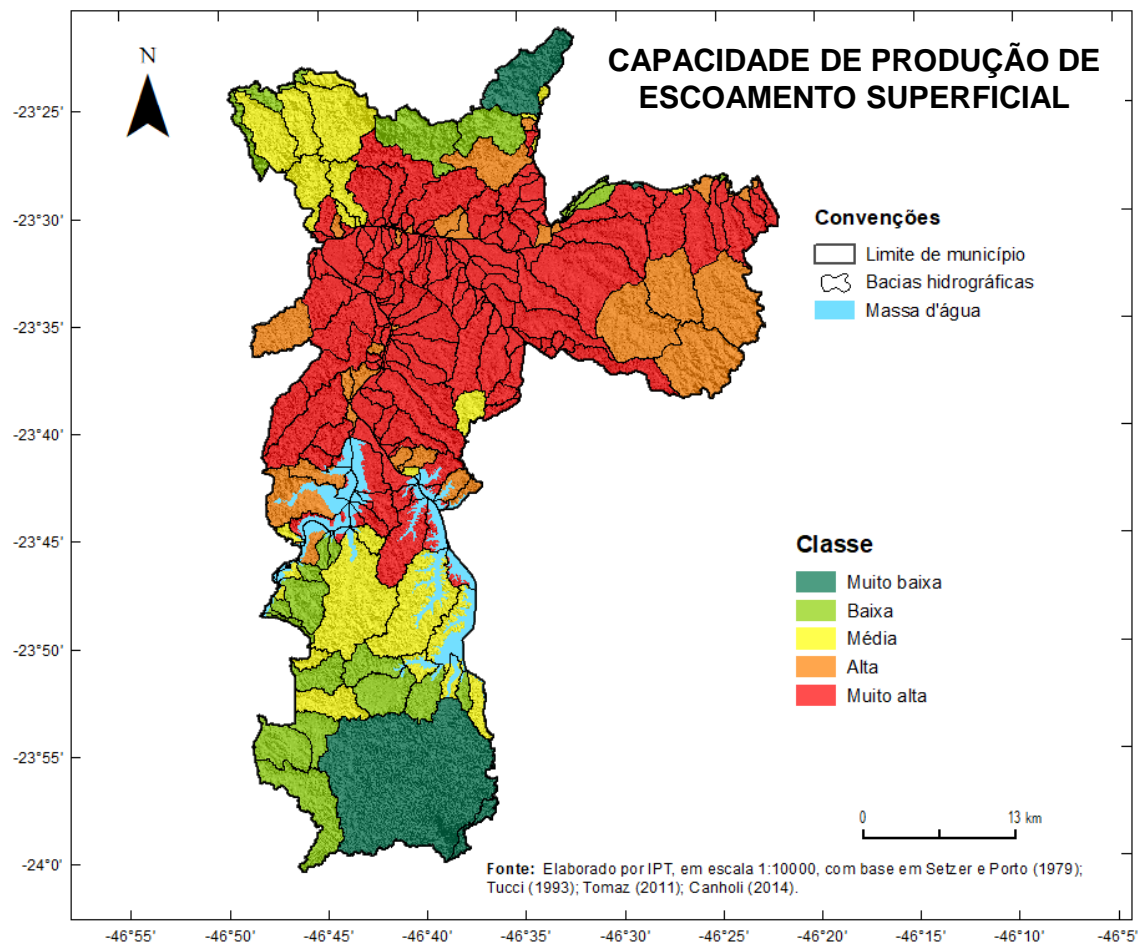 CAPACIDADE DE PRODUÇÃO DE
ESCOAMENTO SUPERFICIAL
N
-23°25'
-23°30'
-23°35'
-23°40'
-23°45'
-23°50'
-23°55'
-24°0'
Convenções
Limite de município
Bacias hidrográficas
Massa d'água
Classe
Muito baixa
Baixa
Média
Alta
Muito alta
0 13 km
Fonte: Elaborado por IPT, em escala 1:10000, com base em Setzer e Porto (1979);
Tucci (1993); Tomaz (2011); Canholi (2014).
-46°55' -46°50' -46°45' -46°40' -46°35' -46°30' -46°25' -46°20' -46°15' -46°10' -46°5'